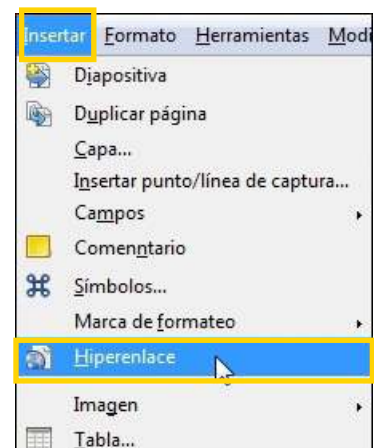 Insertar Formato Herramientas Modi
Diapositiva
Duplicar página
Capa...
Insertar punto/línea de captura...
Campos
Comenntario
Símbolos...
Marca de formateo
Hiperenlace
Imagen
Tabla...